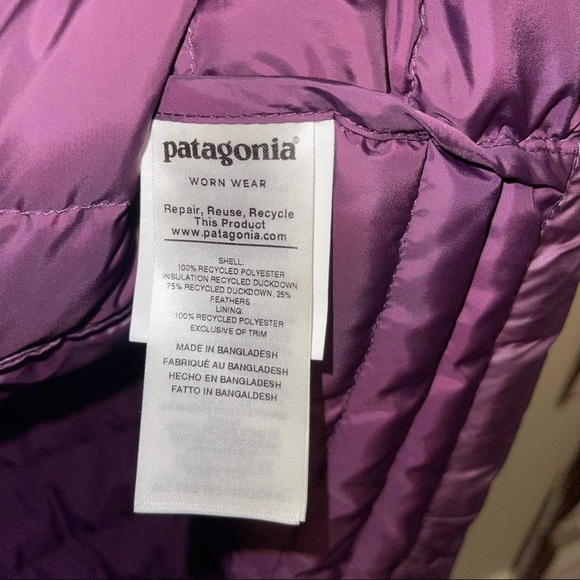 patagonia®
WORN WEAR
Repair, Reuse, Recycle
This Product
www.patagonia.com
SHELL:
100% RECYCLED POLYESTER
INSULATION RECYCLED DUCKDOWN
75% RECYCLED DUCKDOWN, 25%
FEATHERS
LINING:
100% RECYCLED POLYESTER
EXCLUSIVE OF TRIM
MADE IN BANGLADESH
FABRIQUÉ AU BANGLADESH
HECHO EN BANGLADESH
FATTO IN BANGALDESH